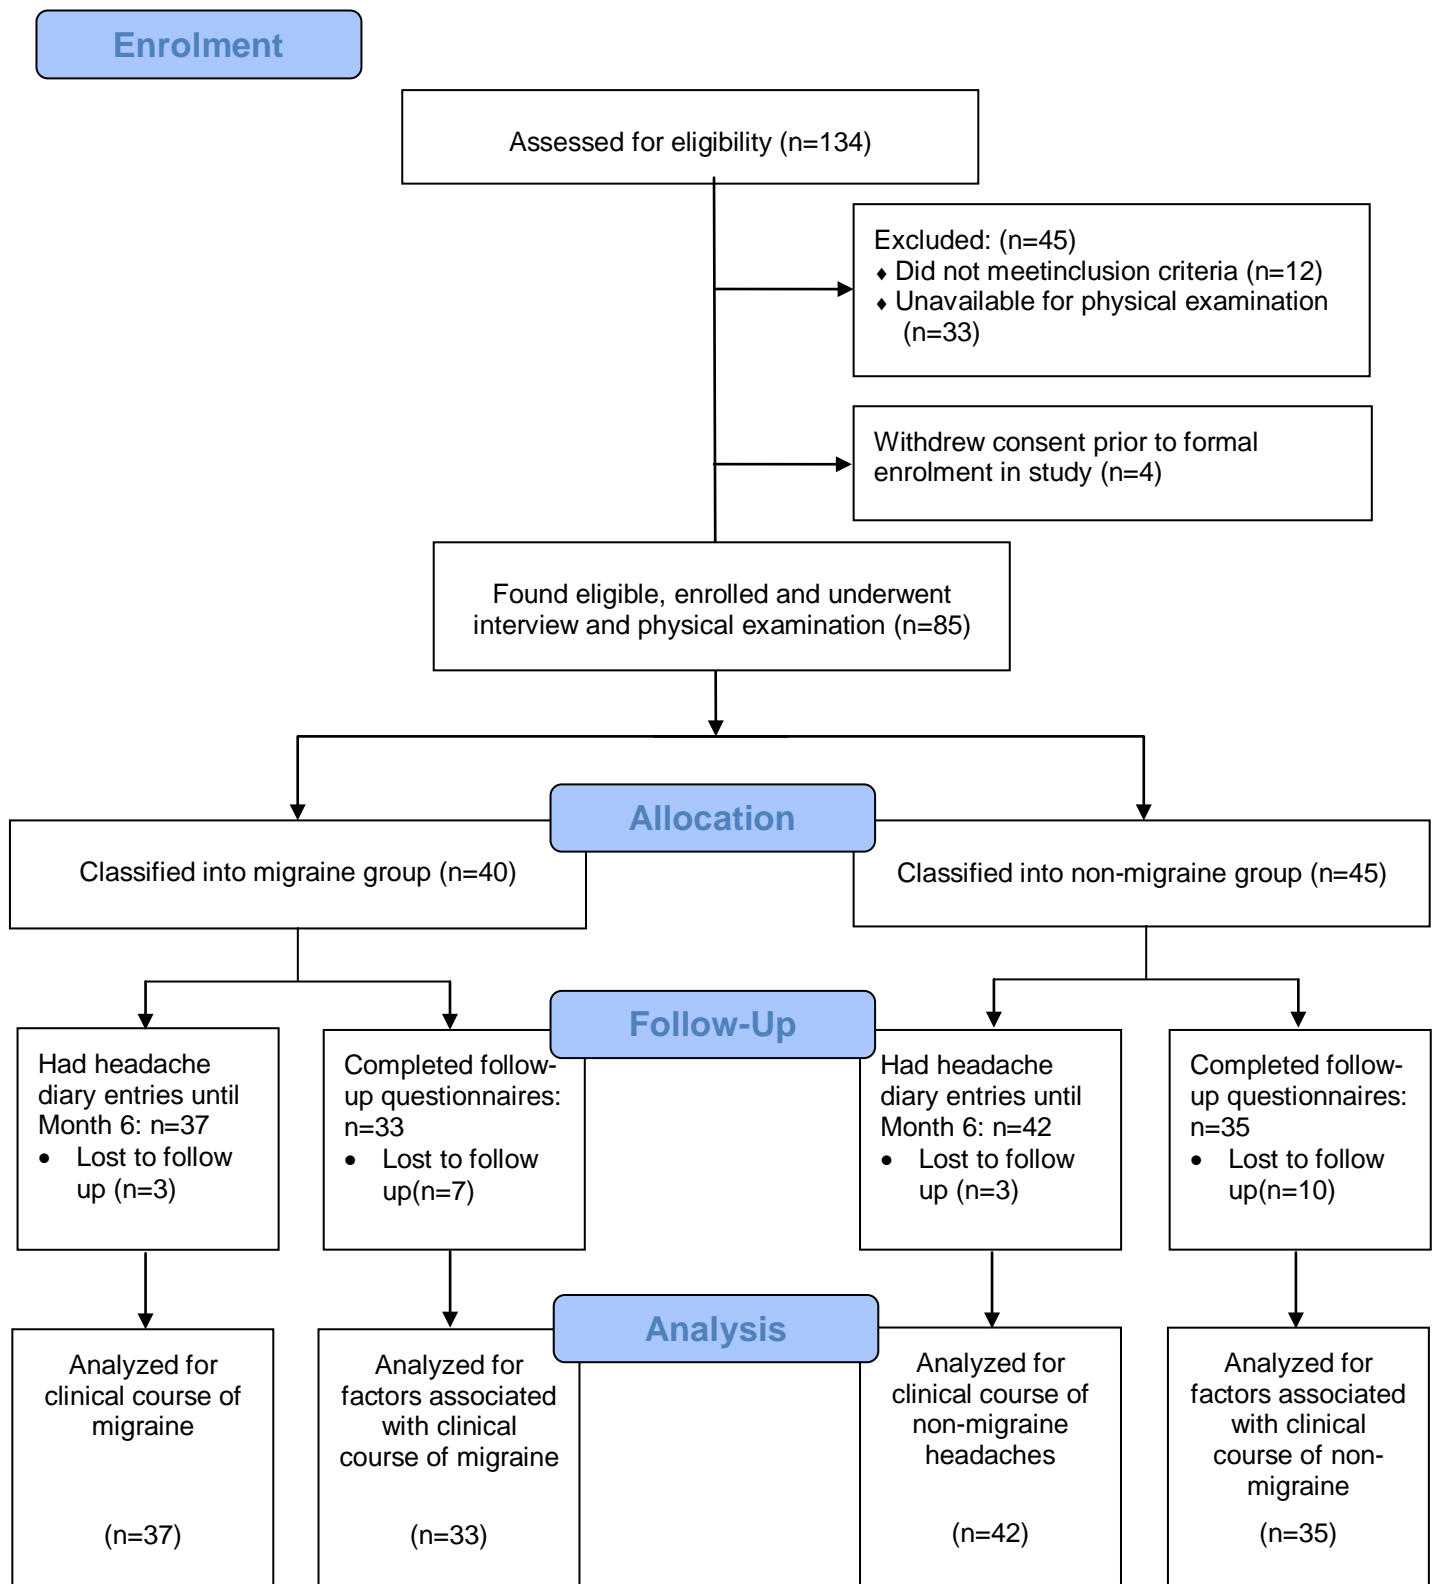 Enrolment
Assessed for eligibility (n=134)
Excluded: (n=45)
♦ Did not meetinclusion criteria (n=12)
♦ Unavailable for physical examination
(n=33)
Withdrew consent prior to formal
enrolment in study (n=4)
Found eligible, enrolled and underwent
interview and physical examination (n=85)
Allocation
Classified into migraine group (n=40)
Classified into non-migraine group (n=45)
Follow-Up
Had headache
diary entries until
Month 6: n=37
• Lost to follow
up (n=3)
Completed follow-
up questionnaires:
n=33
• Lost to follow
up(n=7)
Had headache
diary entries until
Month 6: n=42
• Lost to follow
up (n=3)
Completed follow-
up questionnaires:
n=35
• Lost to follow
up(n=10)
Analysis
Analyzed for
clinical course of
migraine
(n=37)
Analyzed for
factors associated
with clinical
course of migraine
(n=33)
Analyzed for
clinical course of
non-migraine
headaches
(n=42)
Analyzed for
factors associated
with clinical
course of non-
migraine
(n=35)